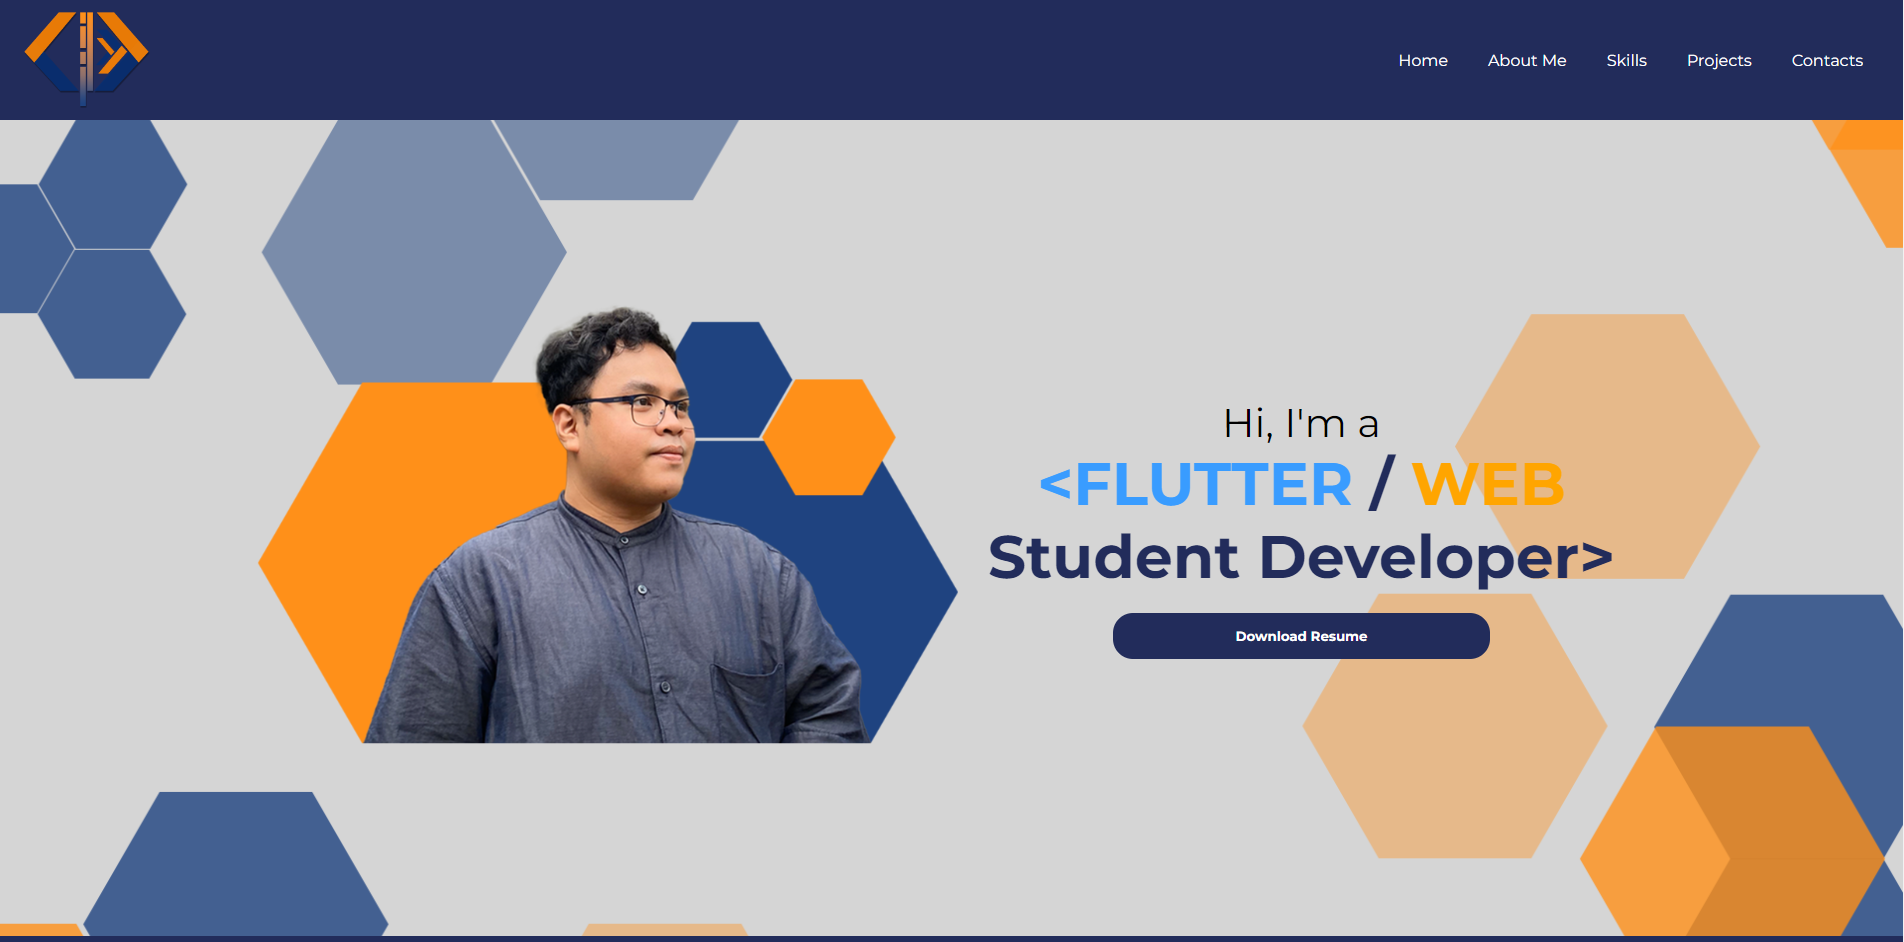 Home About Me Skills Projects Contacts
Hi, I'm a
<FLUTTER / WEB
Student Developer>
Download Resume